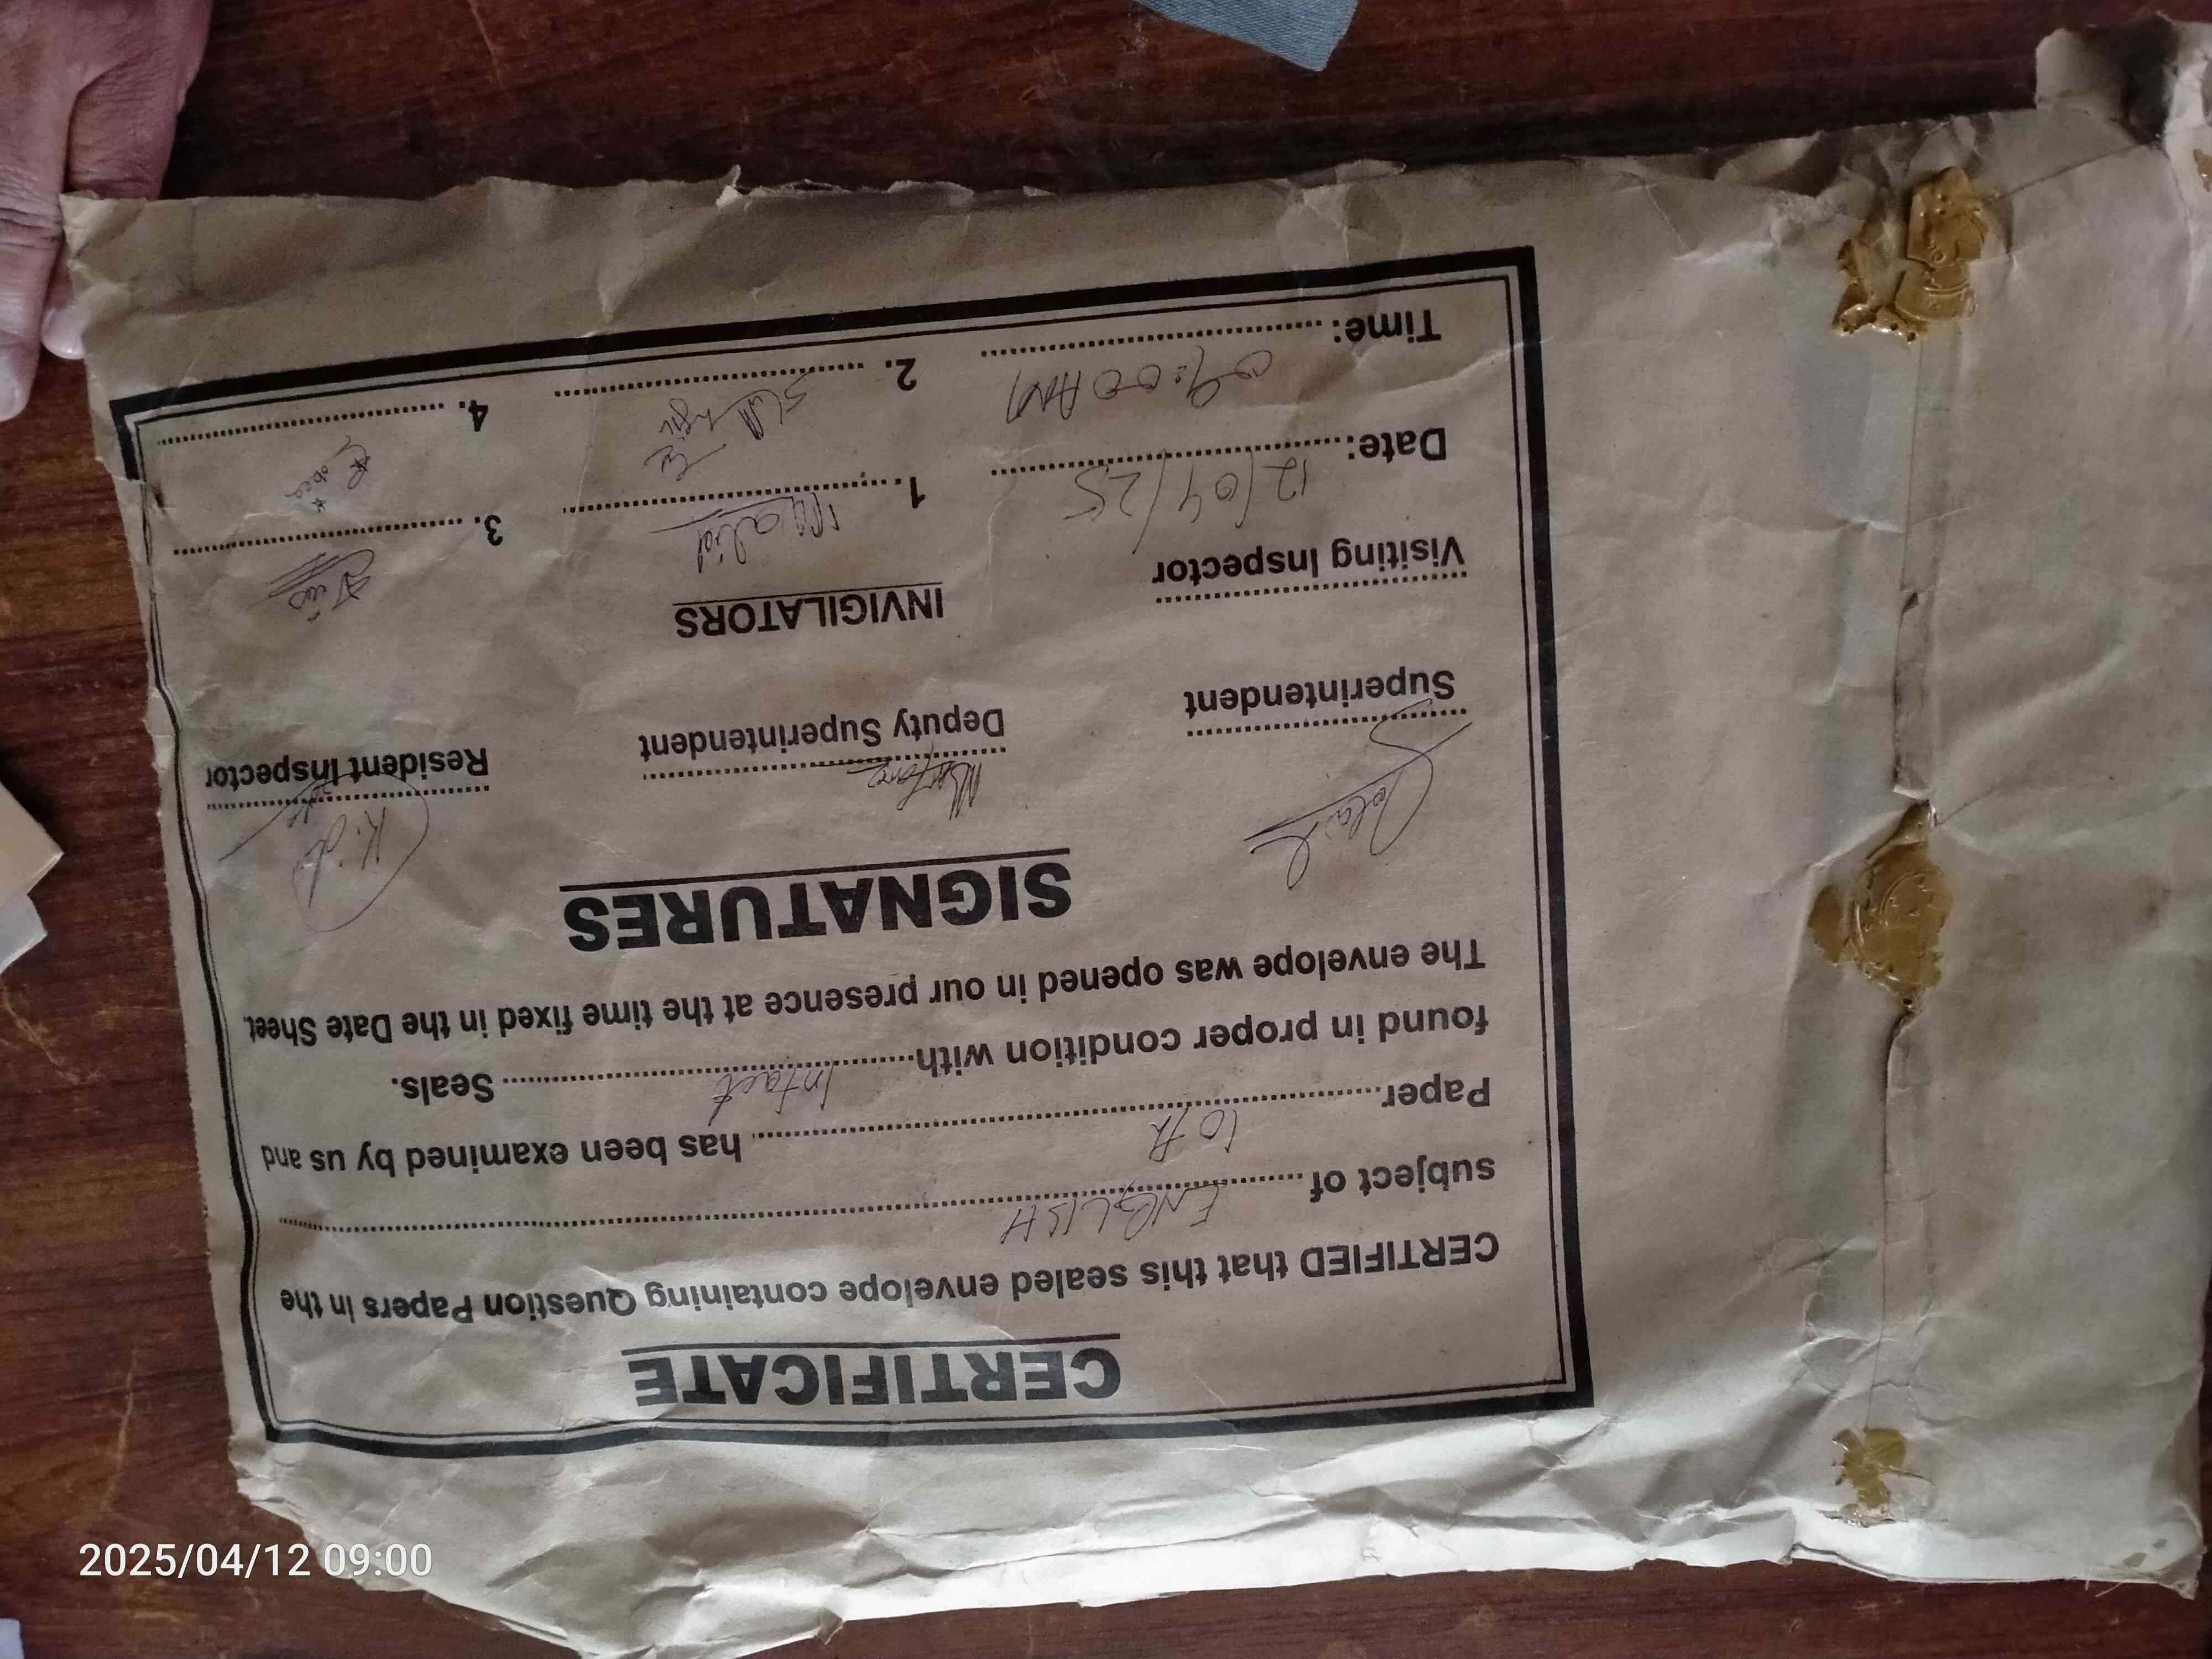 CERTIFICATE
CERTIFIED that this sealed envelope containing Question Papers in the
subject of ENGLISH
Paper 10th has been examined by us and
found in proper condition with Intact Seals.
The envelope was opened in our presence at the time fixed in the Date Sheet.
SIGNATURES
Superintendent
Deputy Superintendent
Resident Inspector
Visiting Inspector
INVIGILATORS
Date: 12/04/25
1.
3.
Time: 09:00 AM
2.
4.
2025/04/12 09:00